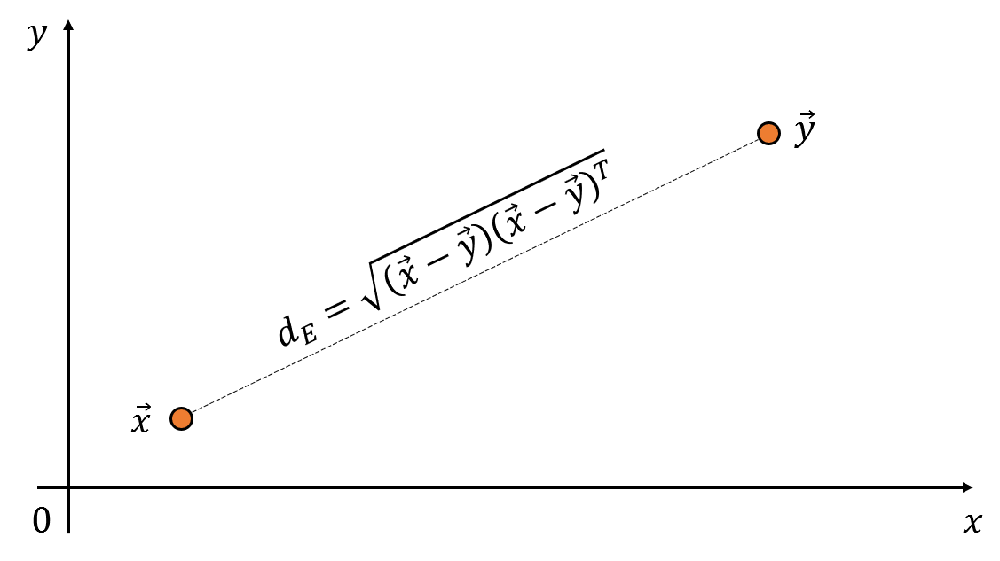 y
y⃗
d_E = √(x⃗ − y⃗)(x⃗ − y⃗)^T
x⃗
0
x